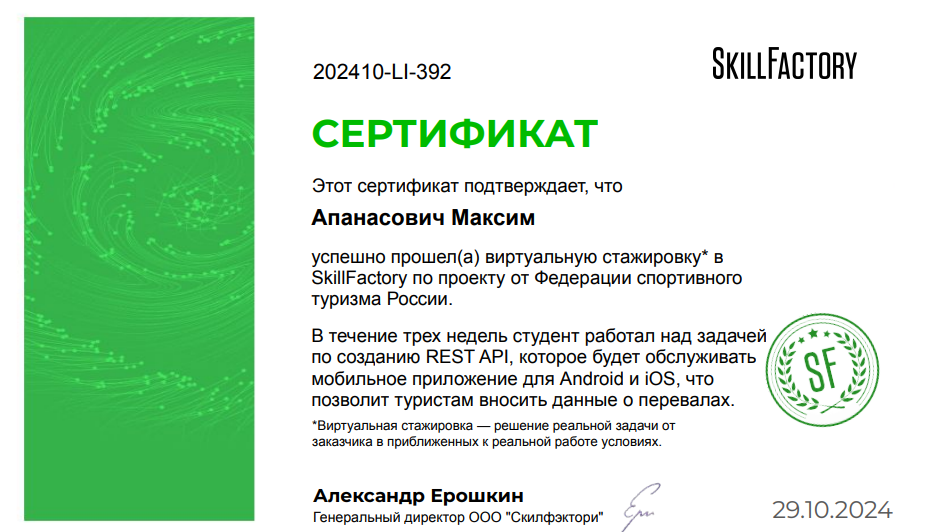 202410-LI-392
SKILLFACTORY
СЕРТИФИКАТ
Этот сертификат подтверждает, что
Апанасович Максим
успешно прошел(а) виртуальную стажировку* в
SkillFactory по проекту от Федерации спортивного
туризма России.
В течение трех недель студент работал над задачей
по созданию REST API, которое будет обслуживать
мобильное приложение для Android и iOS, что
позволит туристам вносить данные о перевалах.
SF
*Виртуальная стажировка — решение реальной задачи от
заказчика в приближенных к реальной работе условиях.
Александр Ерошкин
Генеральный директор ООО "Скилфэктори"
29.10.2024